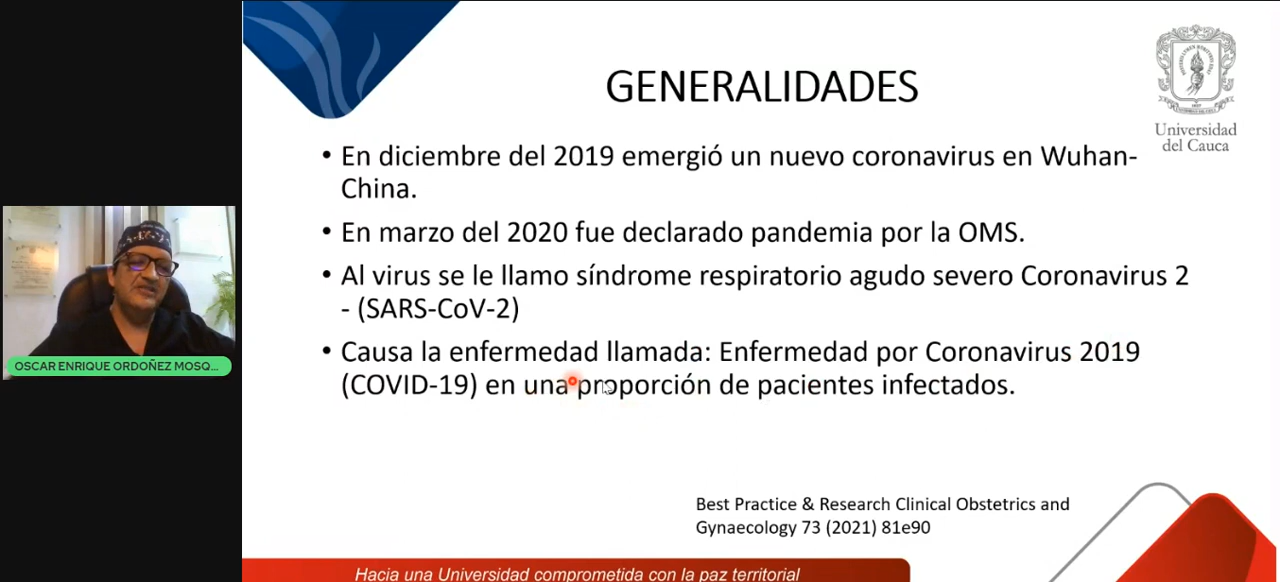 GENERALIDADES
Universidad
del Cauca
• En diciembre del 2019 emergió un nuevo coronavirus en Wuhan-
China.
• En marzo del 2020 fue declarado pandemia por la OMS.
• Al virus se le llamo síndrome respiratorio agudo severo Coronavirus 2
- (SARS-CoV-2)
• Causa la enfermedad llamada: Enfermedad por Coronavirus 2019
(COVID-19) en una proporción de pacientes infectados.
OSCAR ENRIQUE ORDOÑEZ MOSQ...
Best Practice & Research Clinical Obstetrics and
Gynaecology 73 (2021) 81e90
Hacia una Universidad comprometida con la paz territorial